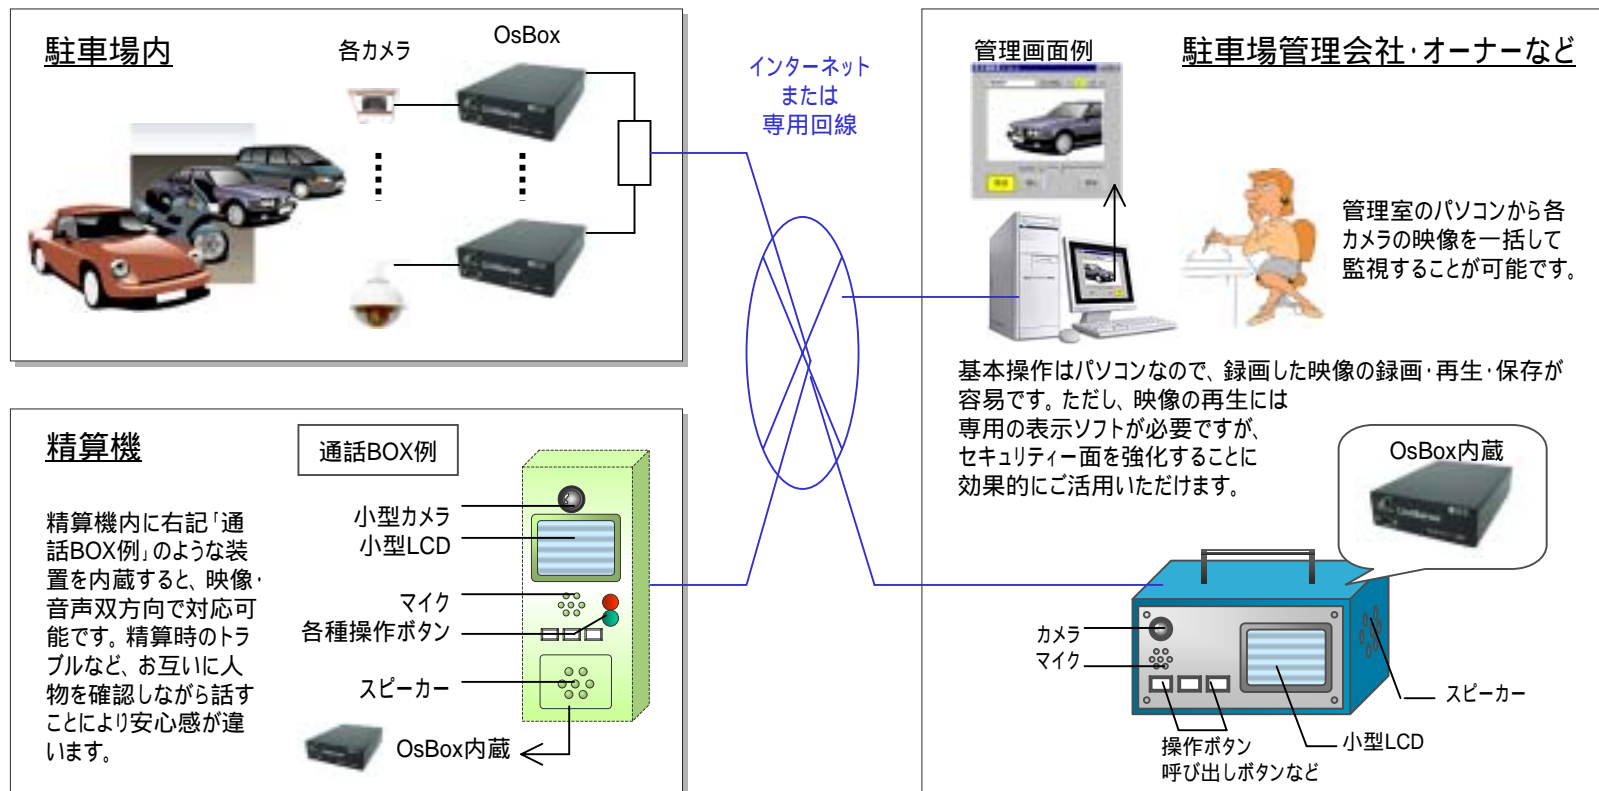 駐車場内
各カメラ
OsBox
インターネット
または
専用回線
管理画面例
駐車場管理会社・オーナーなど
管理室のパソコンから各
カメラの映像を一括して
監視することが可能です。
基本操作はパソコンなので、録画した映像の録画・再生・保存が
容易です。ただし、映像の再生には
専用の表示ソフトが必要ですが、
セキュリティー面を強化することに
効果的にご活用いただけます。
OsBox内蔵
カメラ
マイク
スピーカー
小型LCD
操作ボタン
呼び出しボタンなど
精算機
通話BOX例
精算機内に右記「通
話BOX例」のような装
置を内蔵すると、映像・
音声双方向で対応可
能です。精算時のトラ
ブルなど、お互いに人
物を確認しながら話す
ことにより安心感が違
います。
小型カメラ
小型LCD
マイク
各種操作ボタン
スピーカー
OsBox内蔵